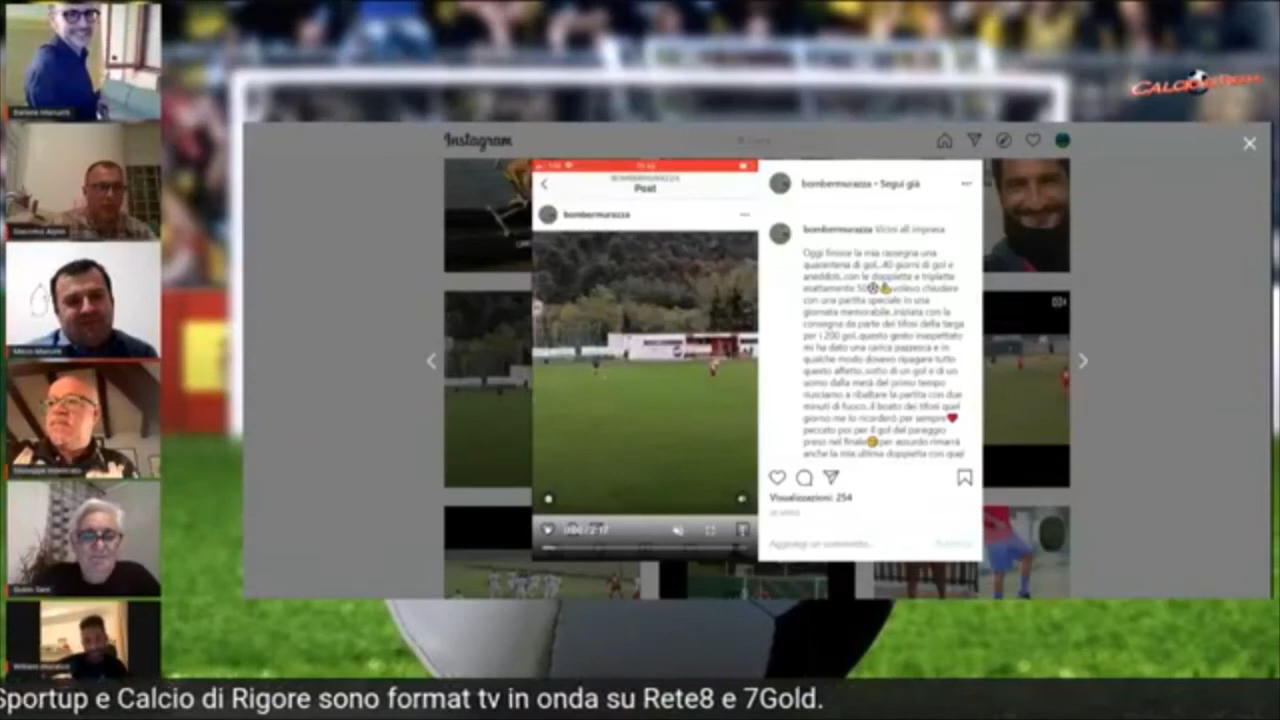 Instagram
Post
bombermurazza
bombermurazza • Segui già
bombermurazza Vicini all impresa
Oggi finisce la mia rassegna una
quarantena di gol..40 giorni di gol e
aneddoti..con le doppiette e triplette
esattamente 50 volevo chiudere
con una partita speciale in una
giornata memorabile..iniziata con la
consegna da parte dei tifosi della targa
per i 200 gol..questo gesto inaspettato
mi ha dato una carica pazzesca e in
qualche modo dovevo ripagare tutto
questo affetto..sotto di un gol e di un
uomo dalla metà del primo tempo
riusciamo a ribaltare la partita con due
minuti di fuoco..il boato dei tifosi quel
giorno me lo ricorderò per sempre❤
peccato poi per il gol del pareggio
preso nel finale per assurdo rimarrà
anche la mia ultima doppietta con quel
Visualizzazioni: 254
Aggiungi un commento...
Sportup e Calcio di Rigore sono format tv in onda su Rete8 e 7Gold.